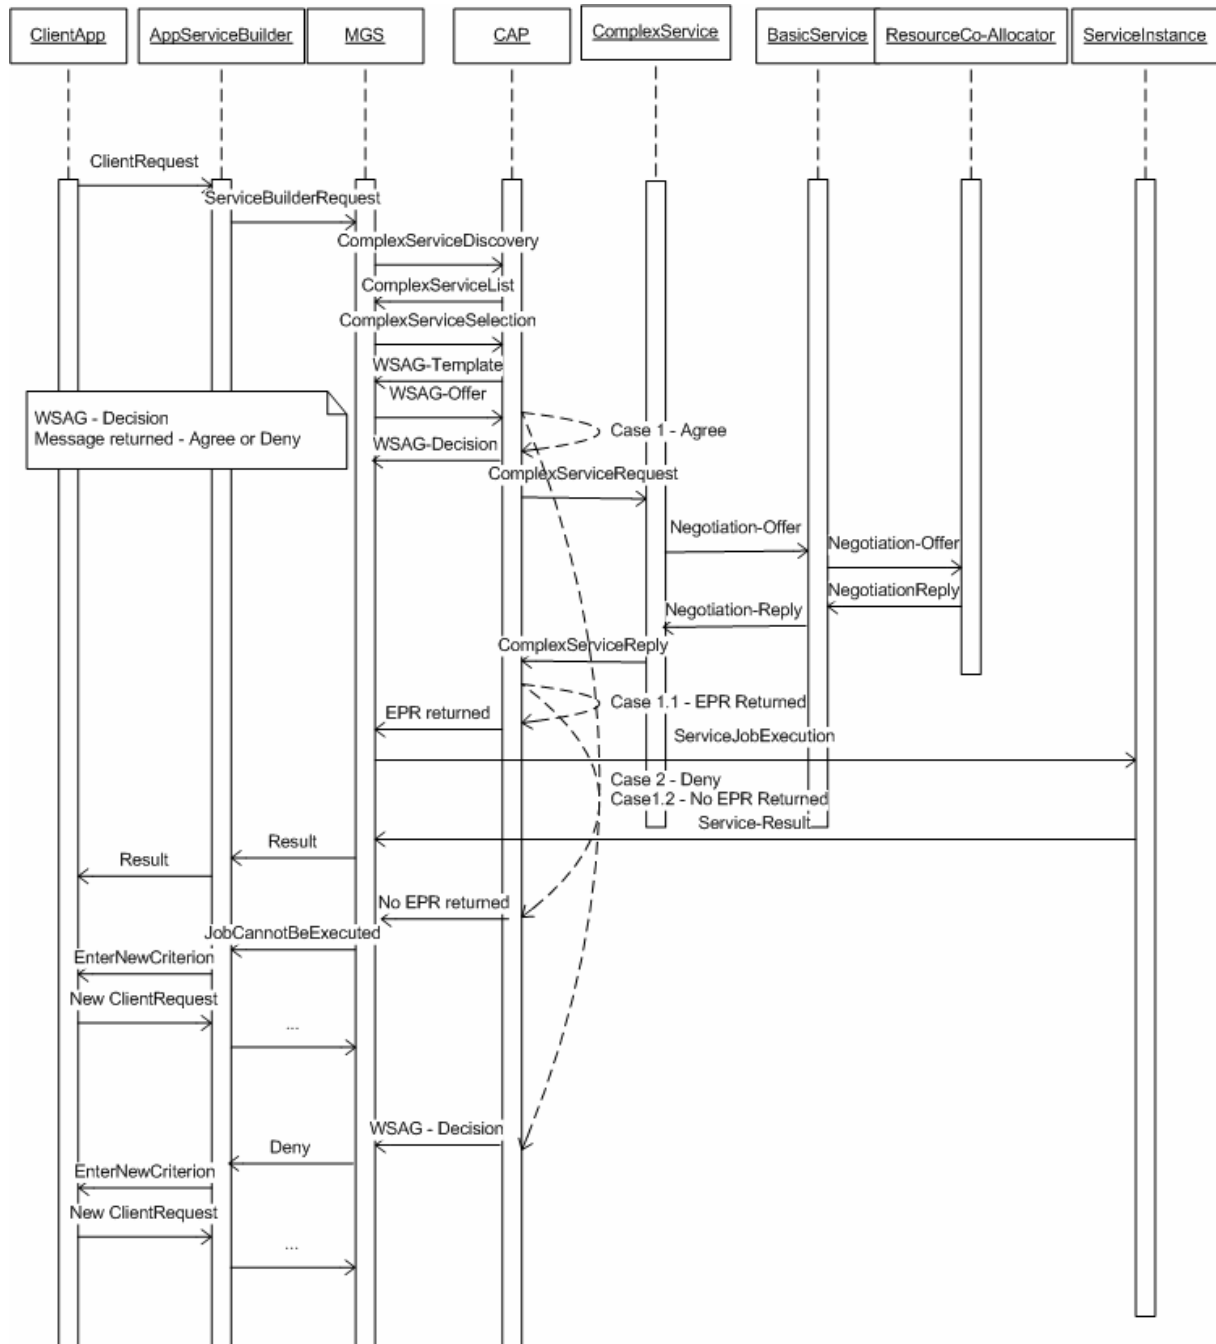 ClientApp
AppServiceBuilder
MGS
CAP
ComplexService
BasicService
ResourceCo-Allocator
ServiceInstance
ClientRequest
ServiceBuilderRequest
ComplexServiceDiscovery
ComplexServiceList
ComplexServiceSelection
WSAG-Template
WSAG-Offer
WSAG - Decision
Message returned - Agree or Deny
Case 1 - Agree
WSAG-Decision
ComplexServiceRequest
Negotiation-Offer
Negotiation-Offer
NegotiationReply
Negotiation-Reply
ComplexServiceReply
Case 1.1 - EPR Returned
EPR returned
ServiceJobExecution
Case 2 - Deny
Case1.2 - No EPR Returned
Service-Result
Result
Result
No EPR returned
JobCannotBeExecuted
EnterNewCriterion
New ClientRequest
...
WSAG - Decision
Deny
EnterNewCriterion
New ClientRequest
...